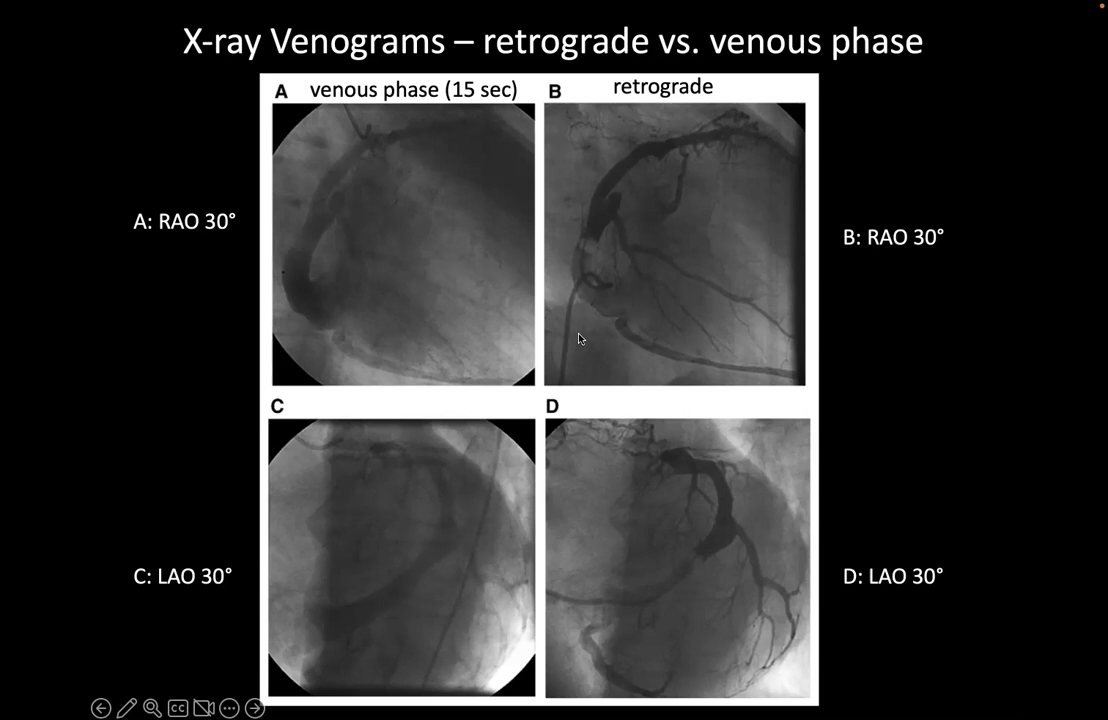 X-ray Venograms – retrograde vs. venous phase
A venous phase (15 sec) B retrograde
A: RAO 30°
B: RAO 30°
C D
C: LAO 30°
D: LAO 30°
CC